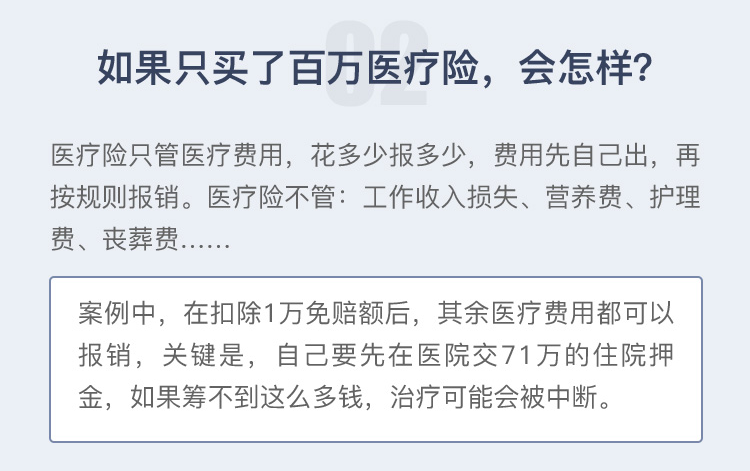 02
如果只买了百万医疗险，会怎样？
医疗险只管医疗费用，花多少报多少，费用先自己出，再
按规则报销。医疗险不管：工作收入损失、营养费、护理
费、丧葬费……
案例中，在扣除1万免赔额后，其余医疗费用都可以
报销，关键是，自己要先在医院交71万的住院押
金，如果筹不到这么多钱，治疗可能会被中断。